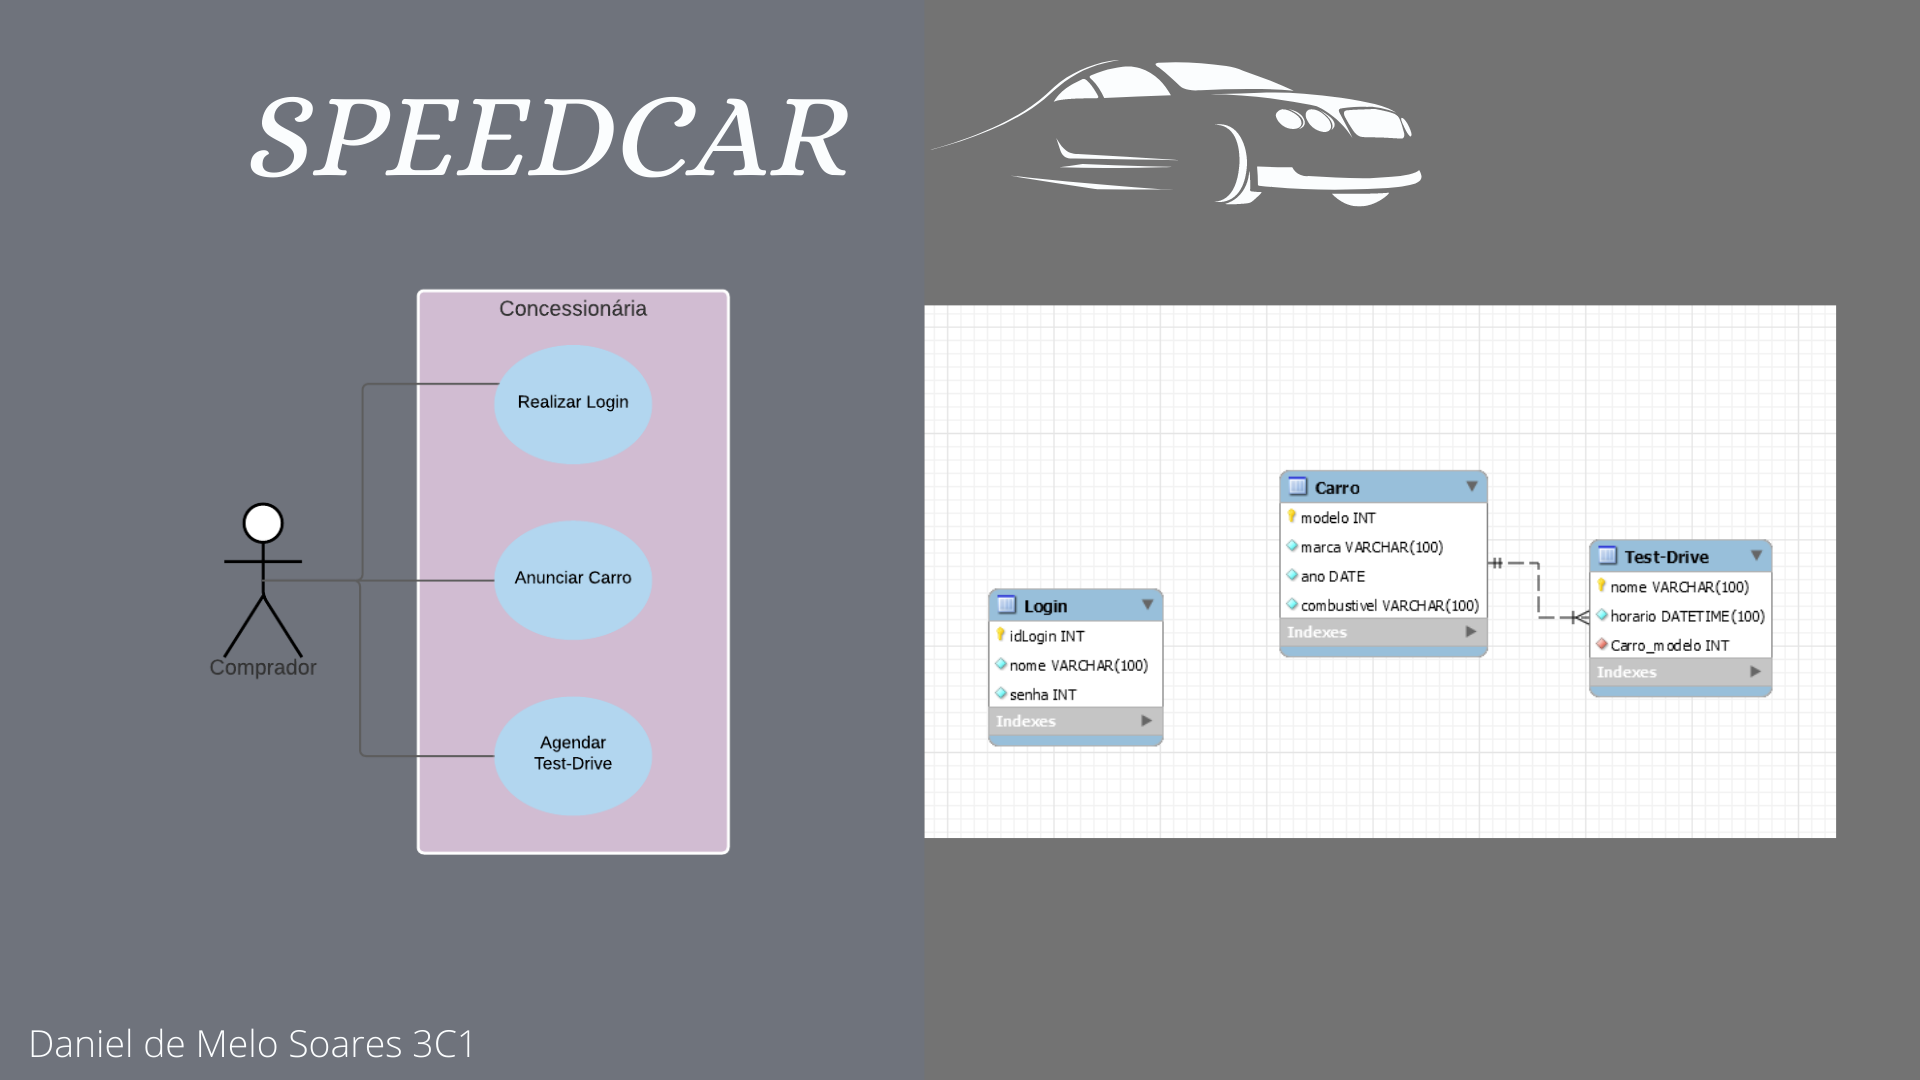 SPEEDCAR
Concessionária
Realizar Login
Anunciar Carro
Agendar
Test-Drive
Comprador
Login
idLogin INT
nome VARCHAR(100)
senha INT
Indexes
Carro
modelo INT
marca VARCHAR(100)
ano DATE
combustivel VARCHAR(100)
Indexes
Test-Drive
nome VARCHAR(100)
horario DATETIME(100)
Carro_modelo INT
Indexes
Daniel de Melo Soares 3C1